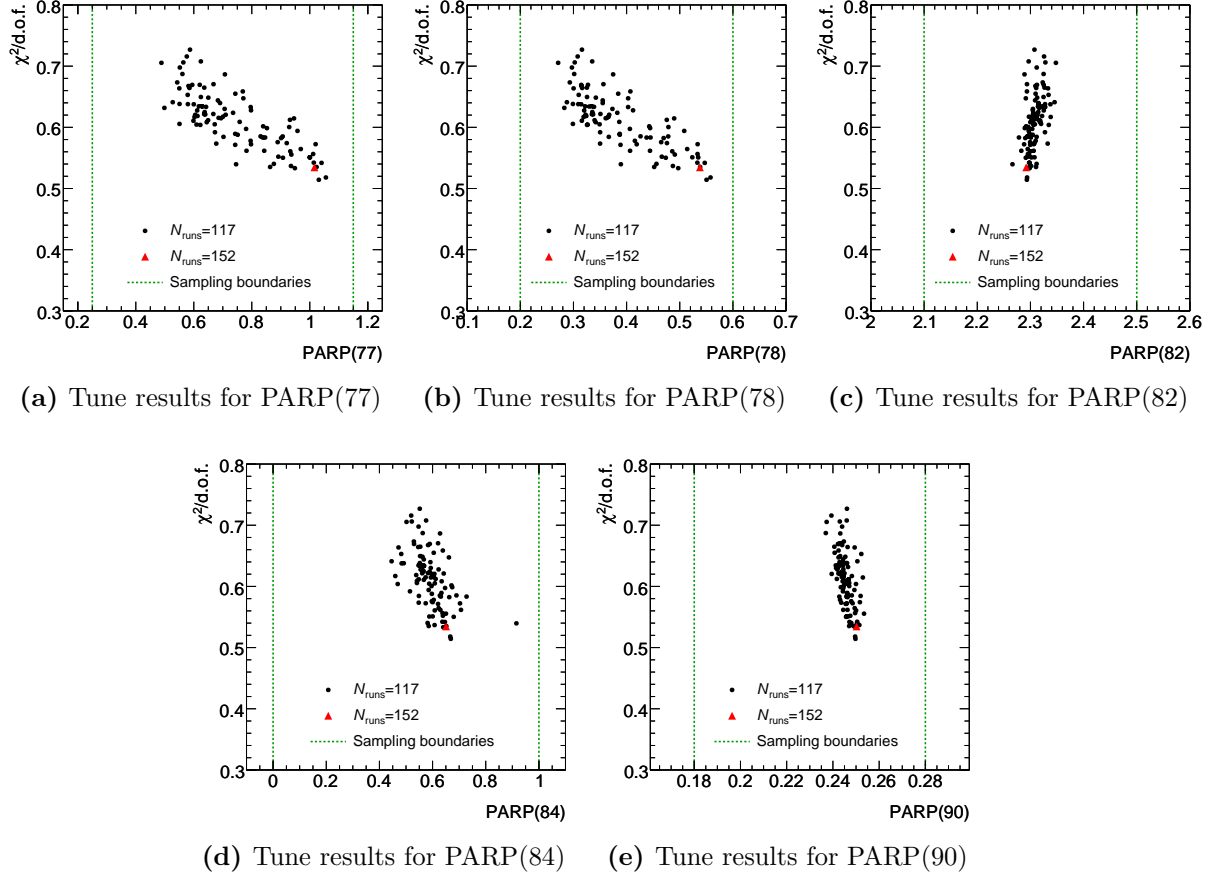 χ²/d.o.f.
0.8
0.7
0.6
0.5
0.4
0.3
N_runs=117
N_runs=152
Sampling boundaries
0.2 0.4 0.6 0.8 1 1.2
PARP(77)
(a) Tune results for PARP(77)
χ²/d.o.f.
0.8
0.7
0.6
0.5
0.4
0.3
N_runs=117
N_runs=152
Sampling boundaries
0.1 0.2 0.3 0.4 0.5 0.6 0.7
PARP(78)
(b) Tune results for PARP(78)
χ²/d.o.f.
0.8
0.7
0.6
0.5
0.4
0.3
N_runs=117
N_runs=152
Sampling boundaries
2 2.1 2.2 2.3 2.4 2.5 2.6
PARP(82)
(c) Tune results for PARP(82)
χ²/d.o.f.
0.8
0.7
0.6
0.5
0.4
0.3
N_runs=117
N_runs=152
Sampling boundaries
0 0.2 0.4 0.6 0.8 1
PARP(84)
(d) Tune results for PARP(84)
χ²/d.o.f.
0.8
0.7
0.6
0.5
0.4
0.3
N_runs=117
N_runs=152
Sampling boundaries
0.18 0.2 0.22 0.24 0.26 0.28
PARP(90)
(e) Tune results for PARP(90)